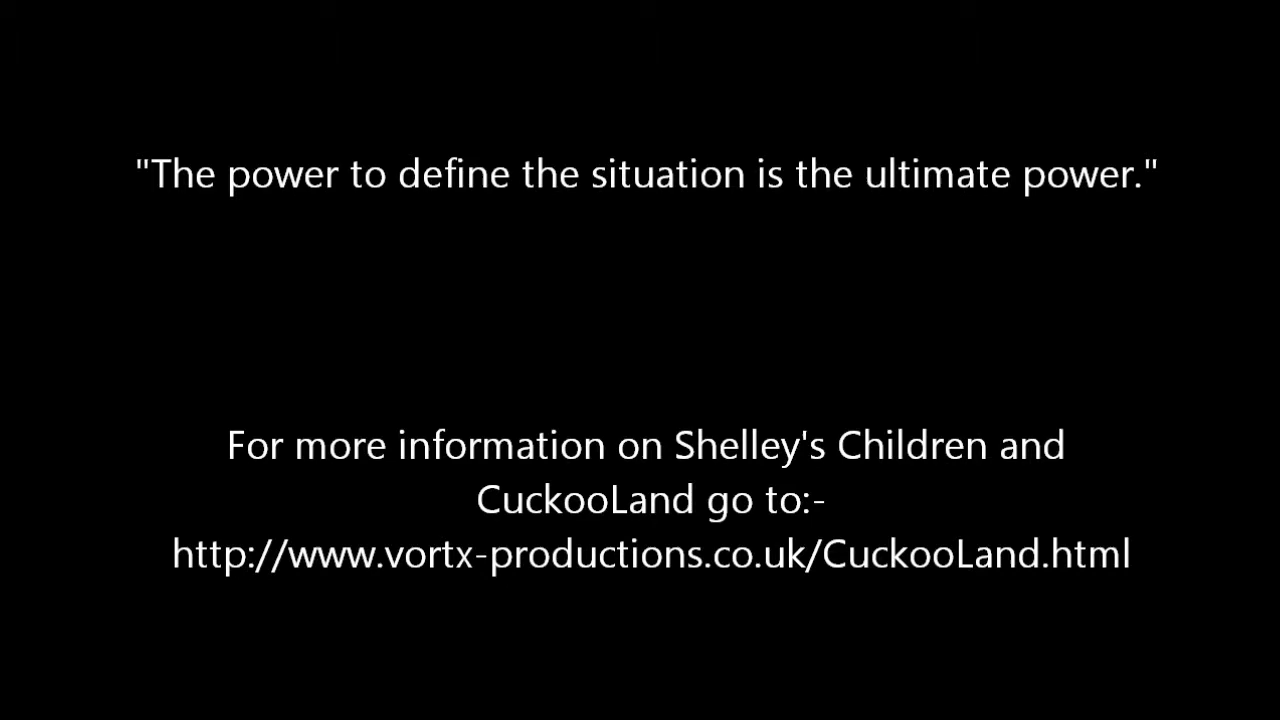 "The power to define the situation is the ultimate power."
For more information on Shelley's Children and
CuckooLand go to:-
http://www.vortx-productions.co.uk/CuckooLand.html